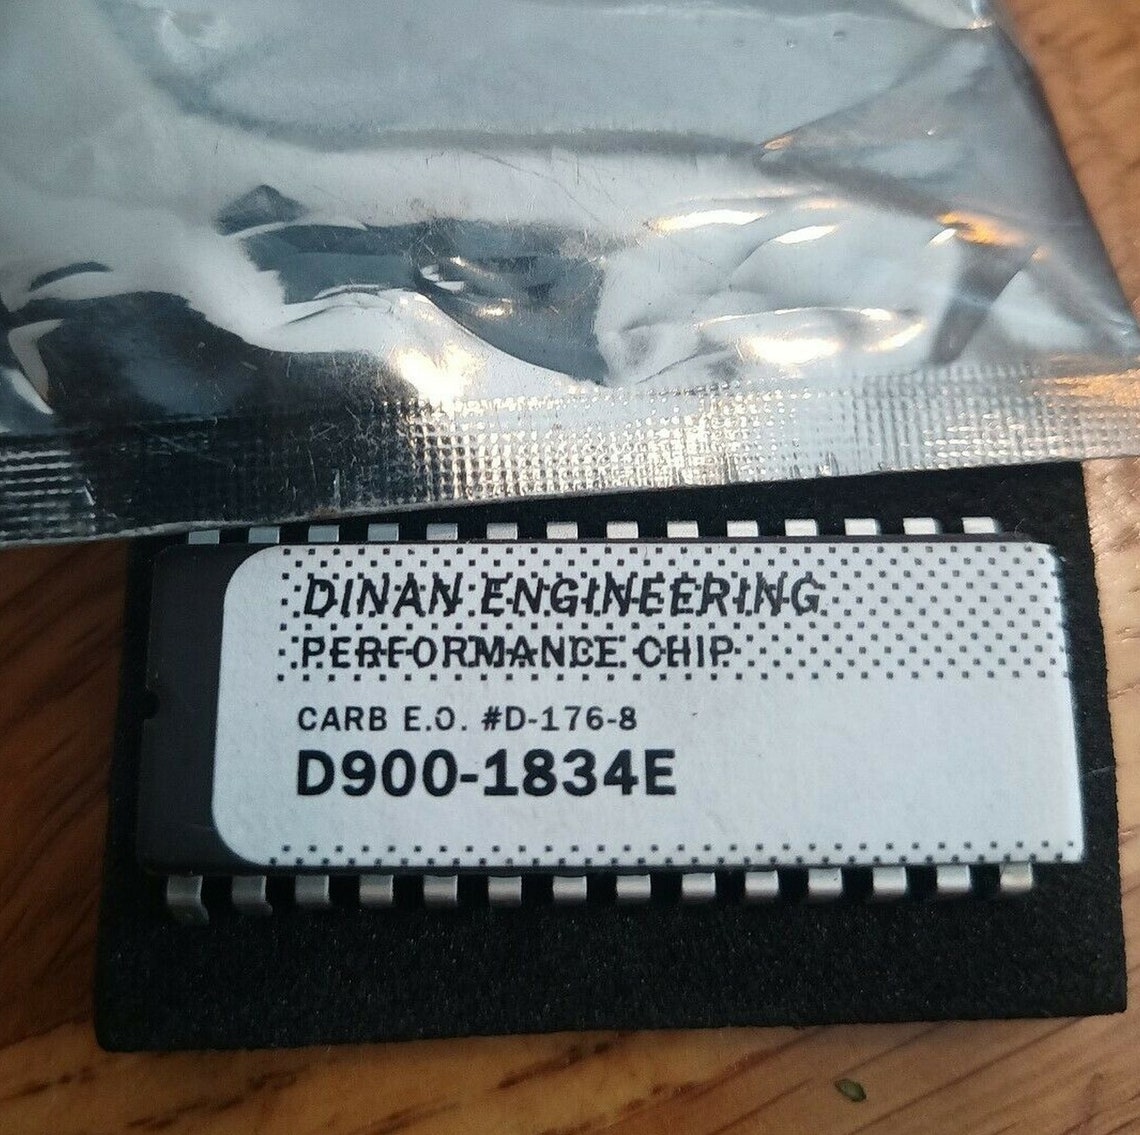 DINAN ENGINEERING
PERFORMANCE CHIP
CARB E.O. #D-176-8
D900-1834E